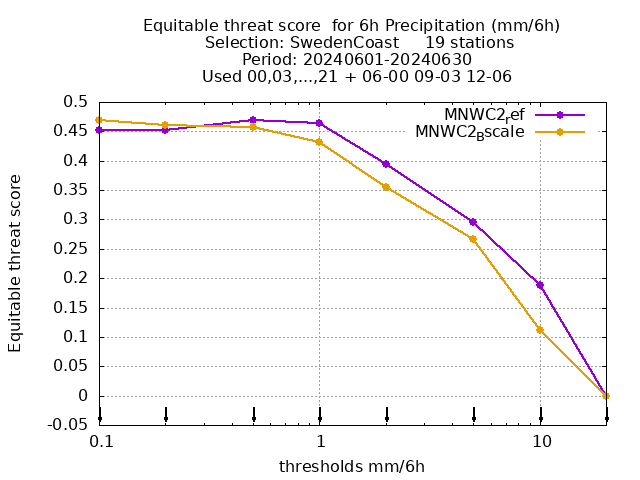 Equitable threat score  for 6h Precipitation (mm/6h)
Selection: SwedenCoast     19 stations
Period: 20240601-20240630
Used 00,03,...,21 + 06-00 09-03 12-06
MNWC2ref
MNWC2Bscale
Equitable threat score
0.5
0.45
0.4
0.35
0.3
0.25
0.2
0.15
0.1
0.05
0
-0.05
0.1
1
10
thresholds mm/6h